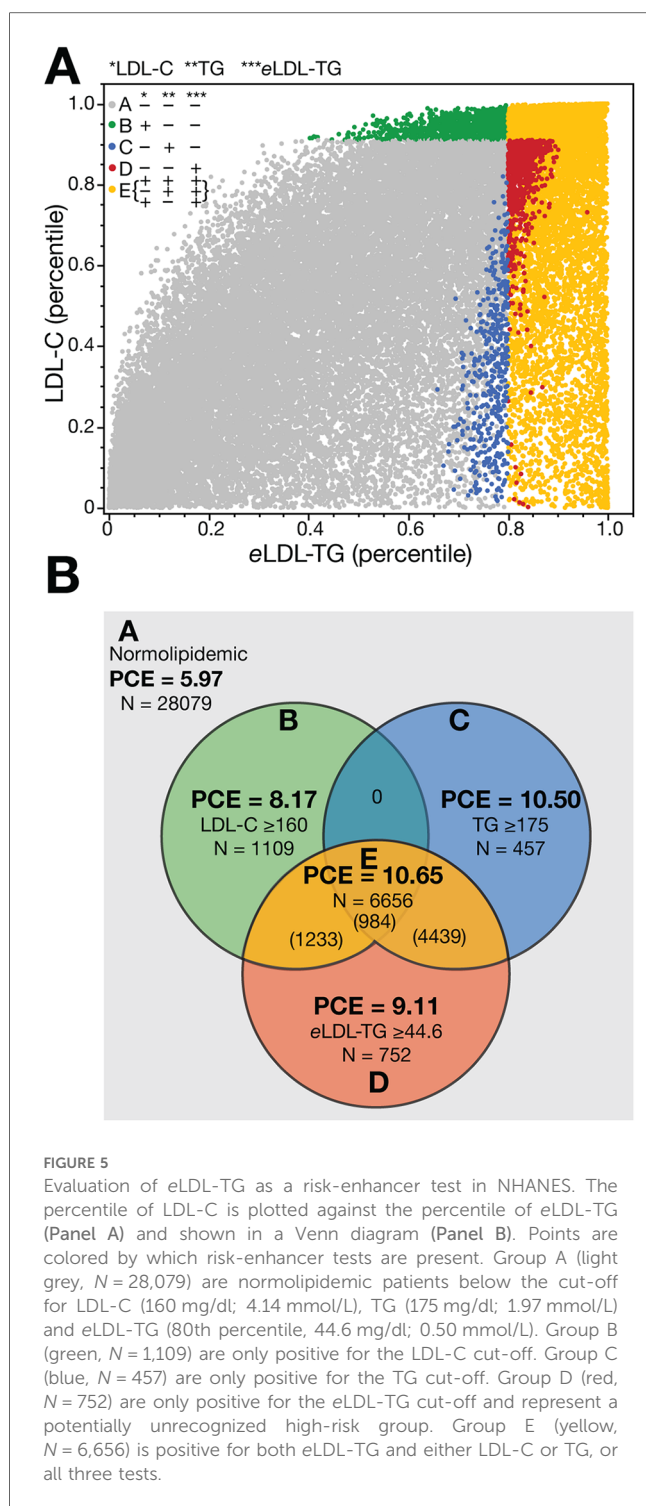 A
*LDL-C **TG ***eLDL-TG
* ** ***
A − − −
B + − −
C − + −
D − − +
+ + +
E { − + + }
+ − +
1.0
0.8
0.6
0.4
0.2
0
LDL-C (percentile)
0 0.2 0.4 0.6 0.8 1.0
eLDL-TG (percentile)
B
A
Normolipidemic
PCE = 5.97
N = 28079
B
C
PCE = 8.17
LDL-C ≥160
N = 1109
0
PCE = 10.50
TG ≥175
N = 457
E
PCE = 10.65
N = 6656
(984)
(1233)
(4439)
PCE = 9.11
eLDL-TG ≥44.6
N = 752
D
FIGURE 5
Evaluation of eLDL-TG as a risk-enhancer test in NHANES. The
percentile of LDL-C is plotted against the percentile of eLDL-TG
(Panel A) and shown in a Venn diagram (Panel B). Points are
colored by which risk-enhancer tests are present. Group A (light
grey, N = 28,079) are normolipidemic patients below the cut-off
for LDL-C (160 mg/dl; 4.14 mmol/L), TG (175 mg/dl; 1.97 mmol/L)
and eLDL-TG (80th percentile, 44.6 mg/dl; 0.50 mmol/L). Group B
(green, N = 1,109) are only positive for the LDL-C cut-off. Group C
(blue, N = 457) are only positive for the TG cut-off. Group D (red,
N = 752) are only positive for the eLDL-TG cut-off and represent a
potentially unrecognized high-risk group. Group E (yellow,
N = 6,656) is positive for both eLDL-TG and either LDL-C or TG, or
all three tests.